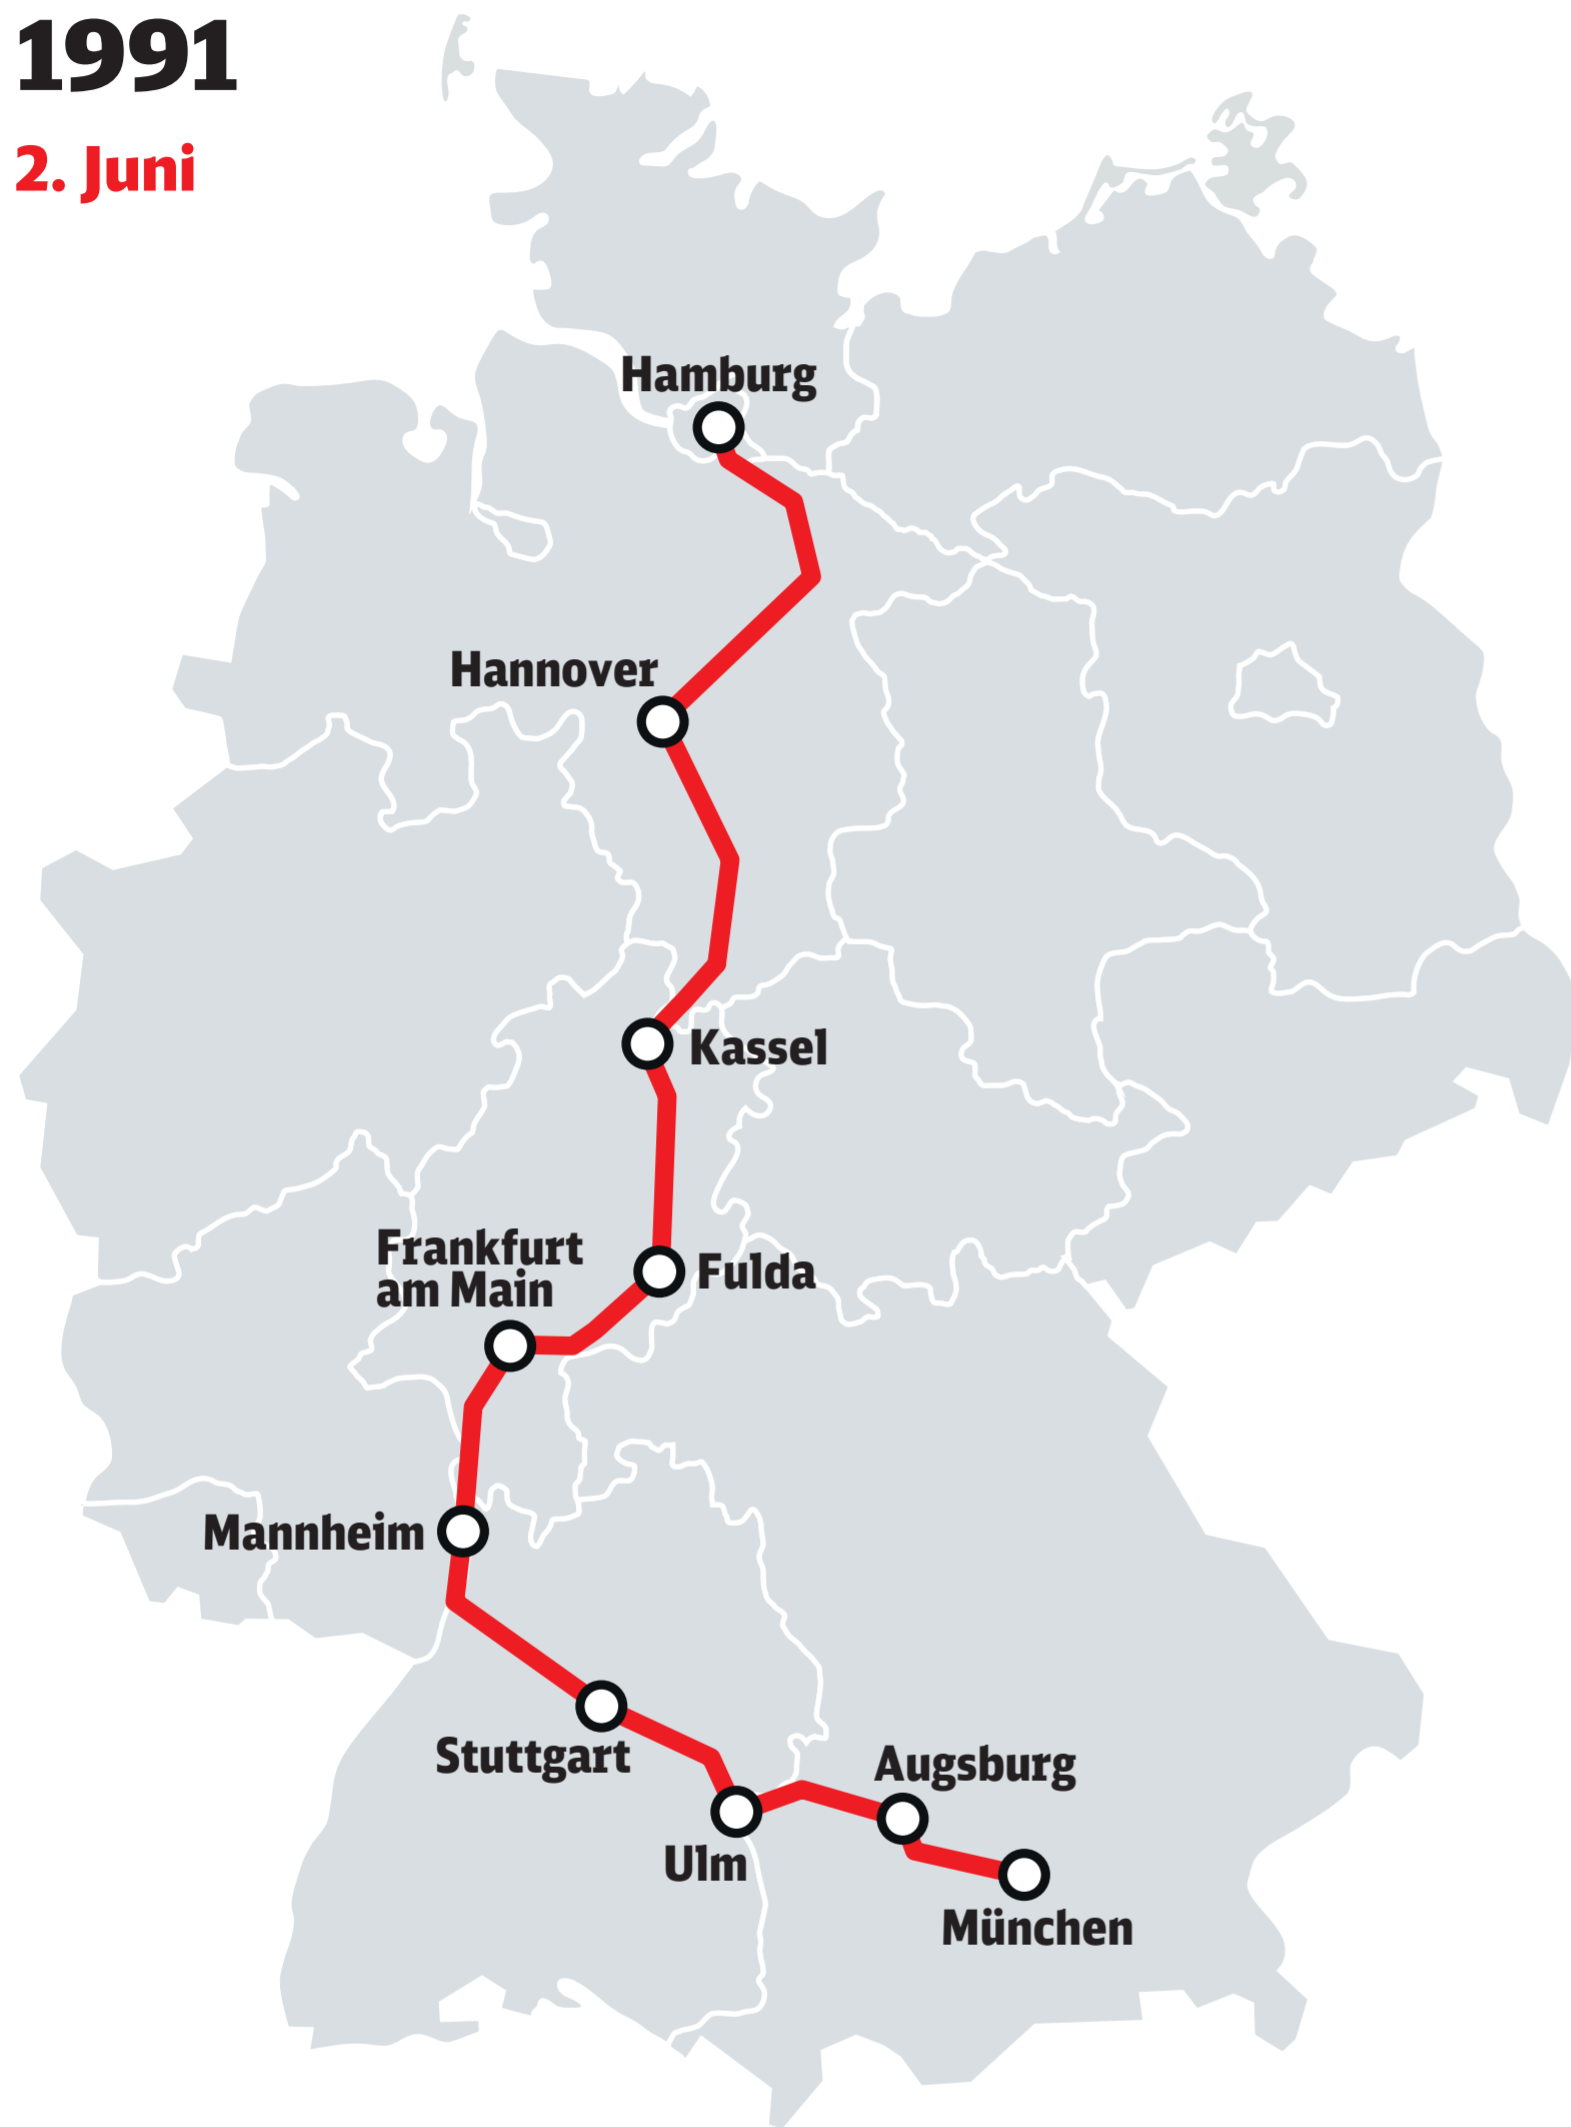 1991
2. Juni
Hamburg
Hannover
Kassel
Frankfurt
am Main
Fulda
Mannheim
Stuttgart
Augsburg
Ulm
München